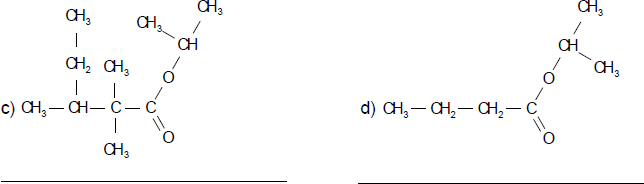 CH₃ CH₃ CH₃
CH₃ CH CH
CH₂ CH₃ O O CH₃
c) CH₃ — CH — C — C d) CH₃ — CH₂ — CH₂ — C
CH₃ O O